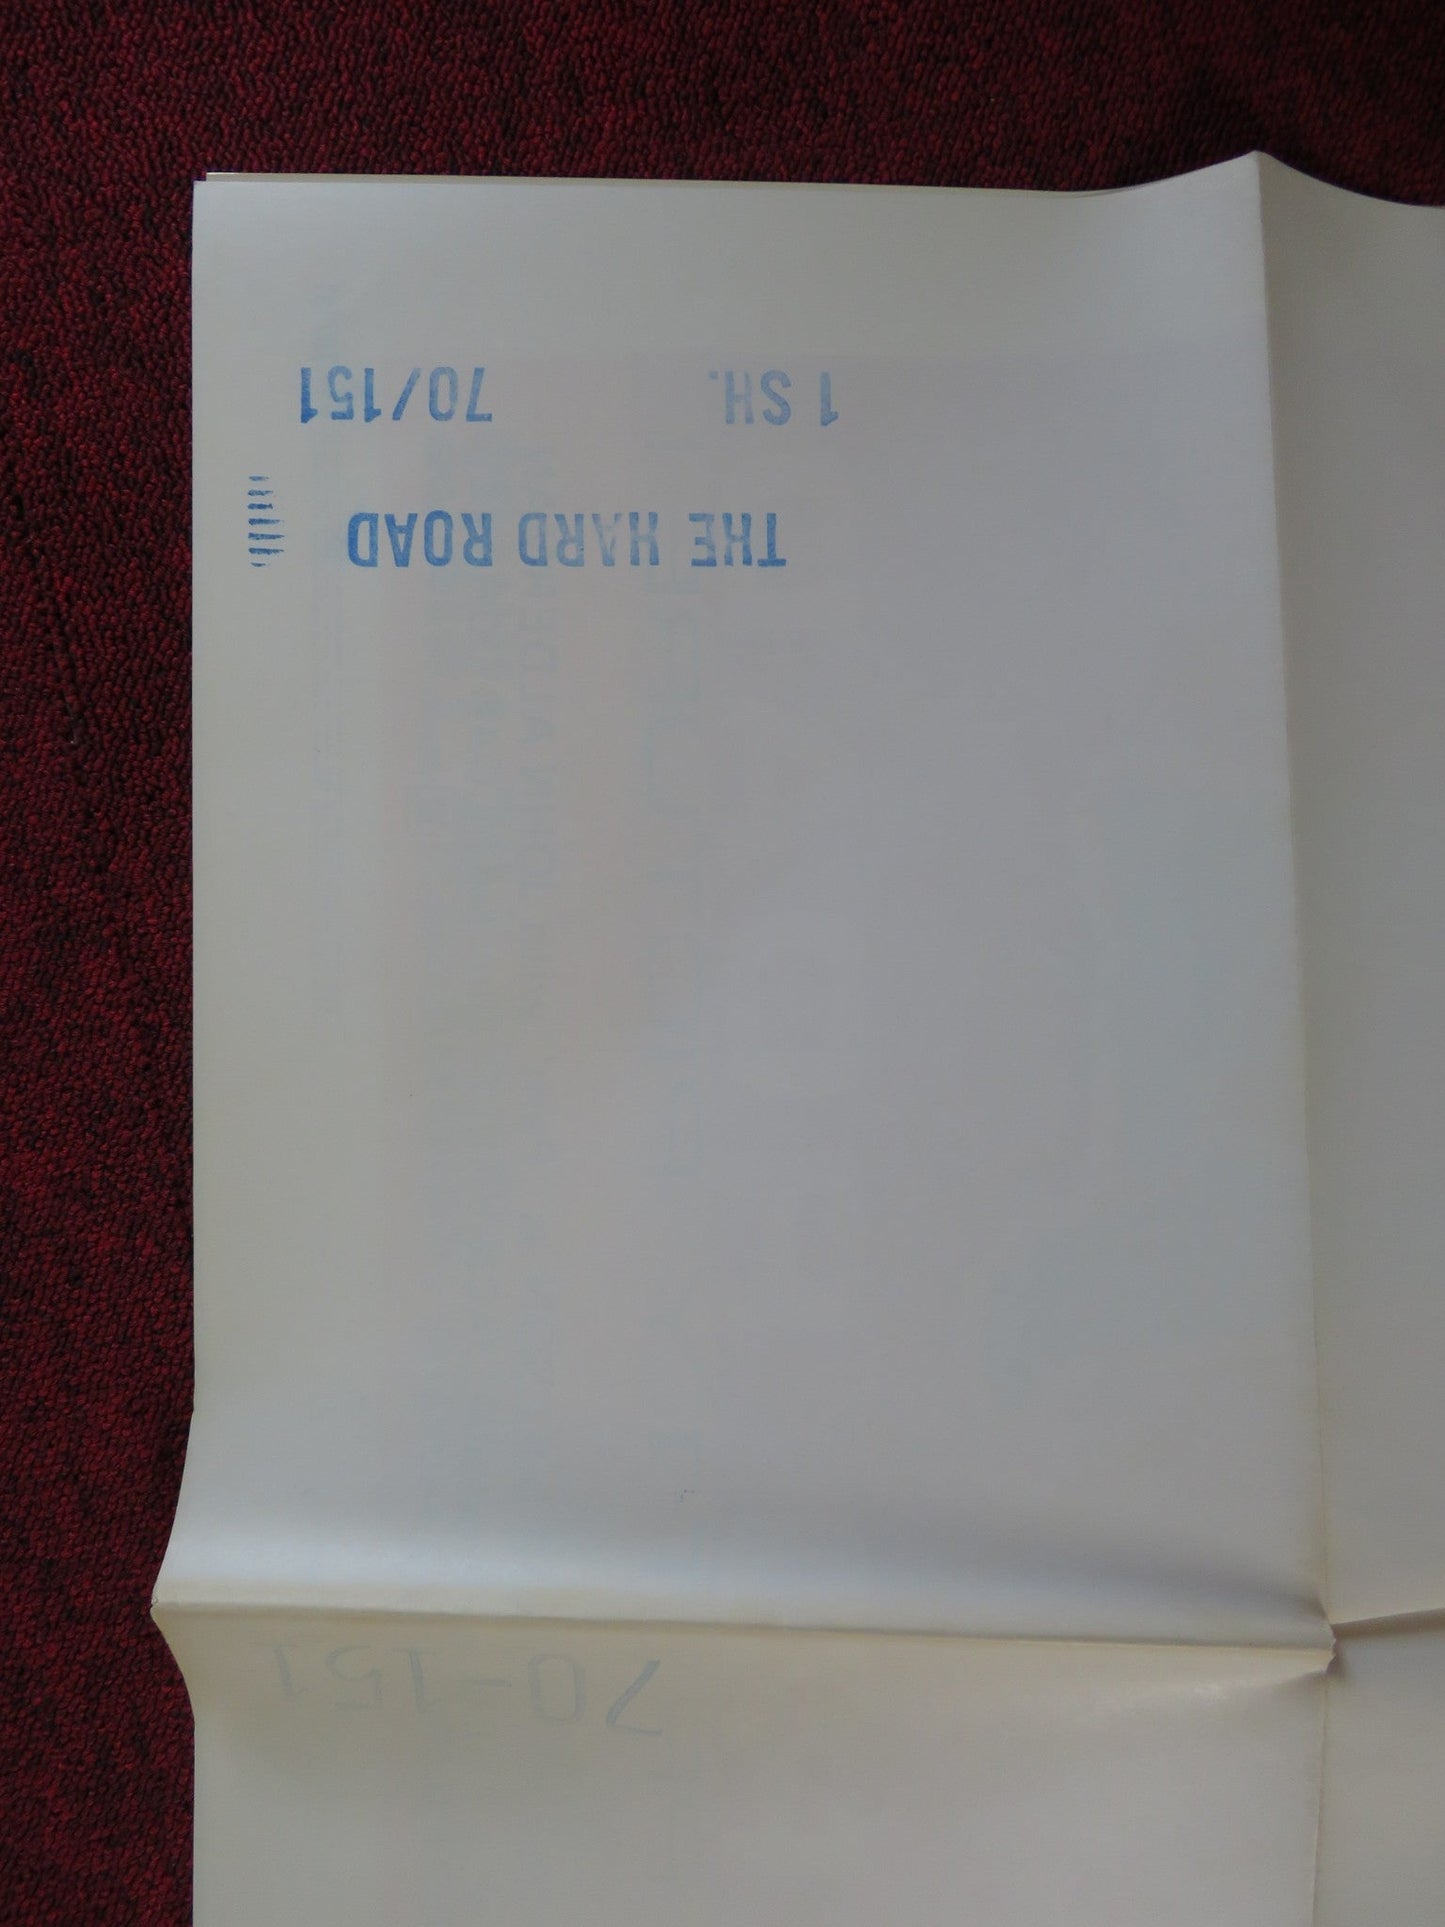 THE HARD ROAD
1 SH. 70/151
70-151